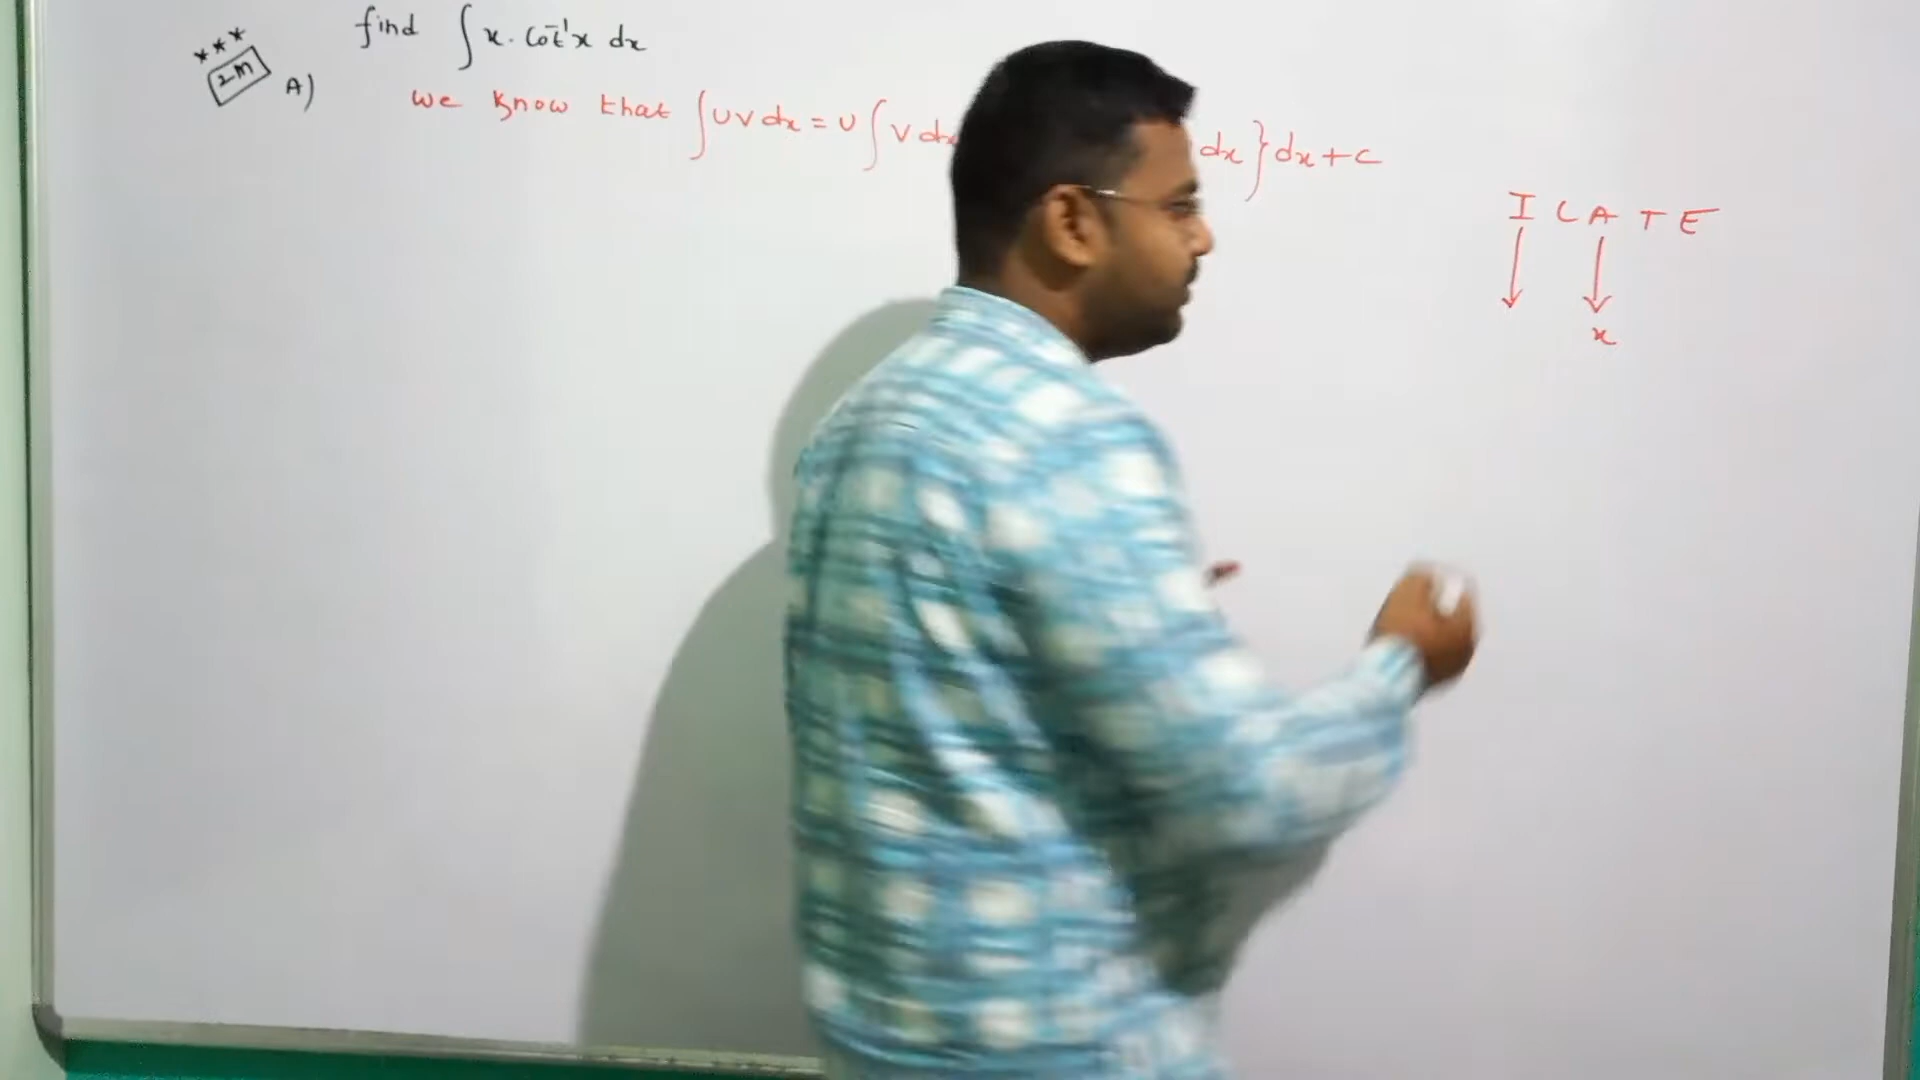 *** find ∫ x. Cot⁻¹x dx
2M A) we know that ∫uv dx = u ∫v dx dx} dx + c
I L A T E
x